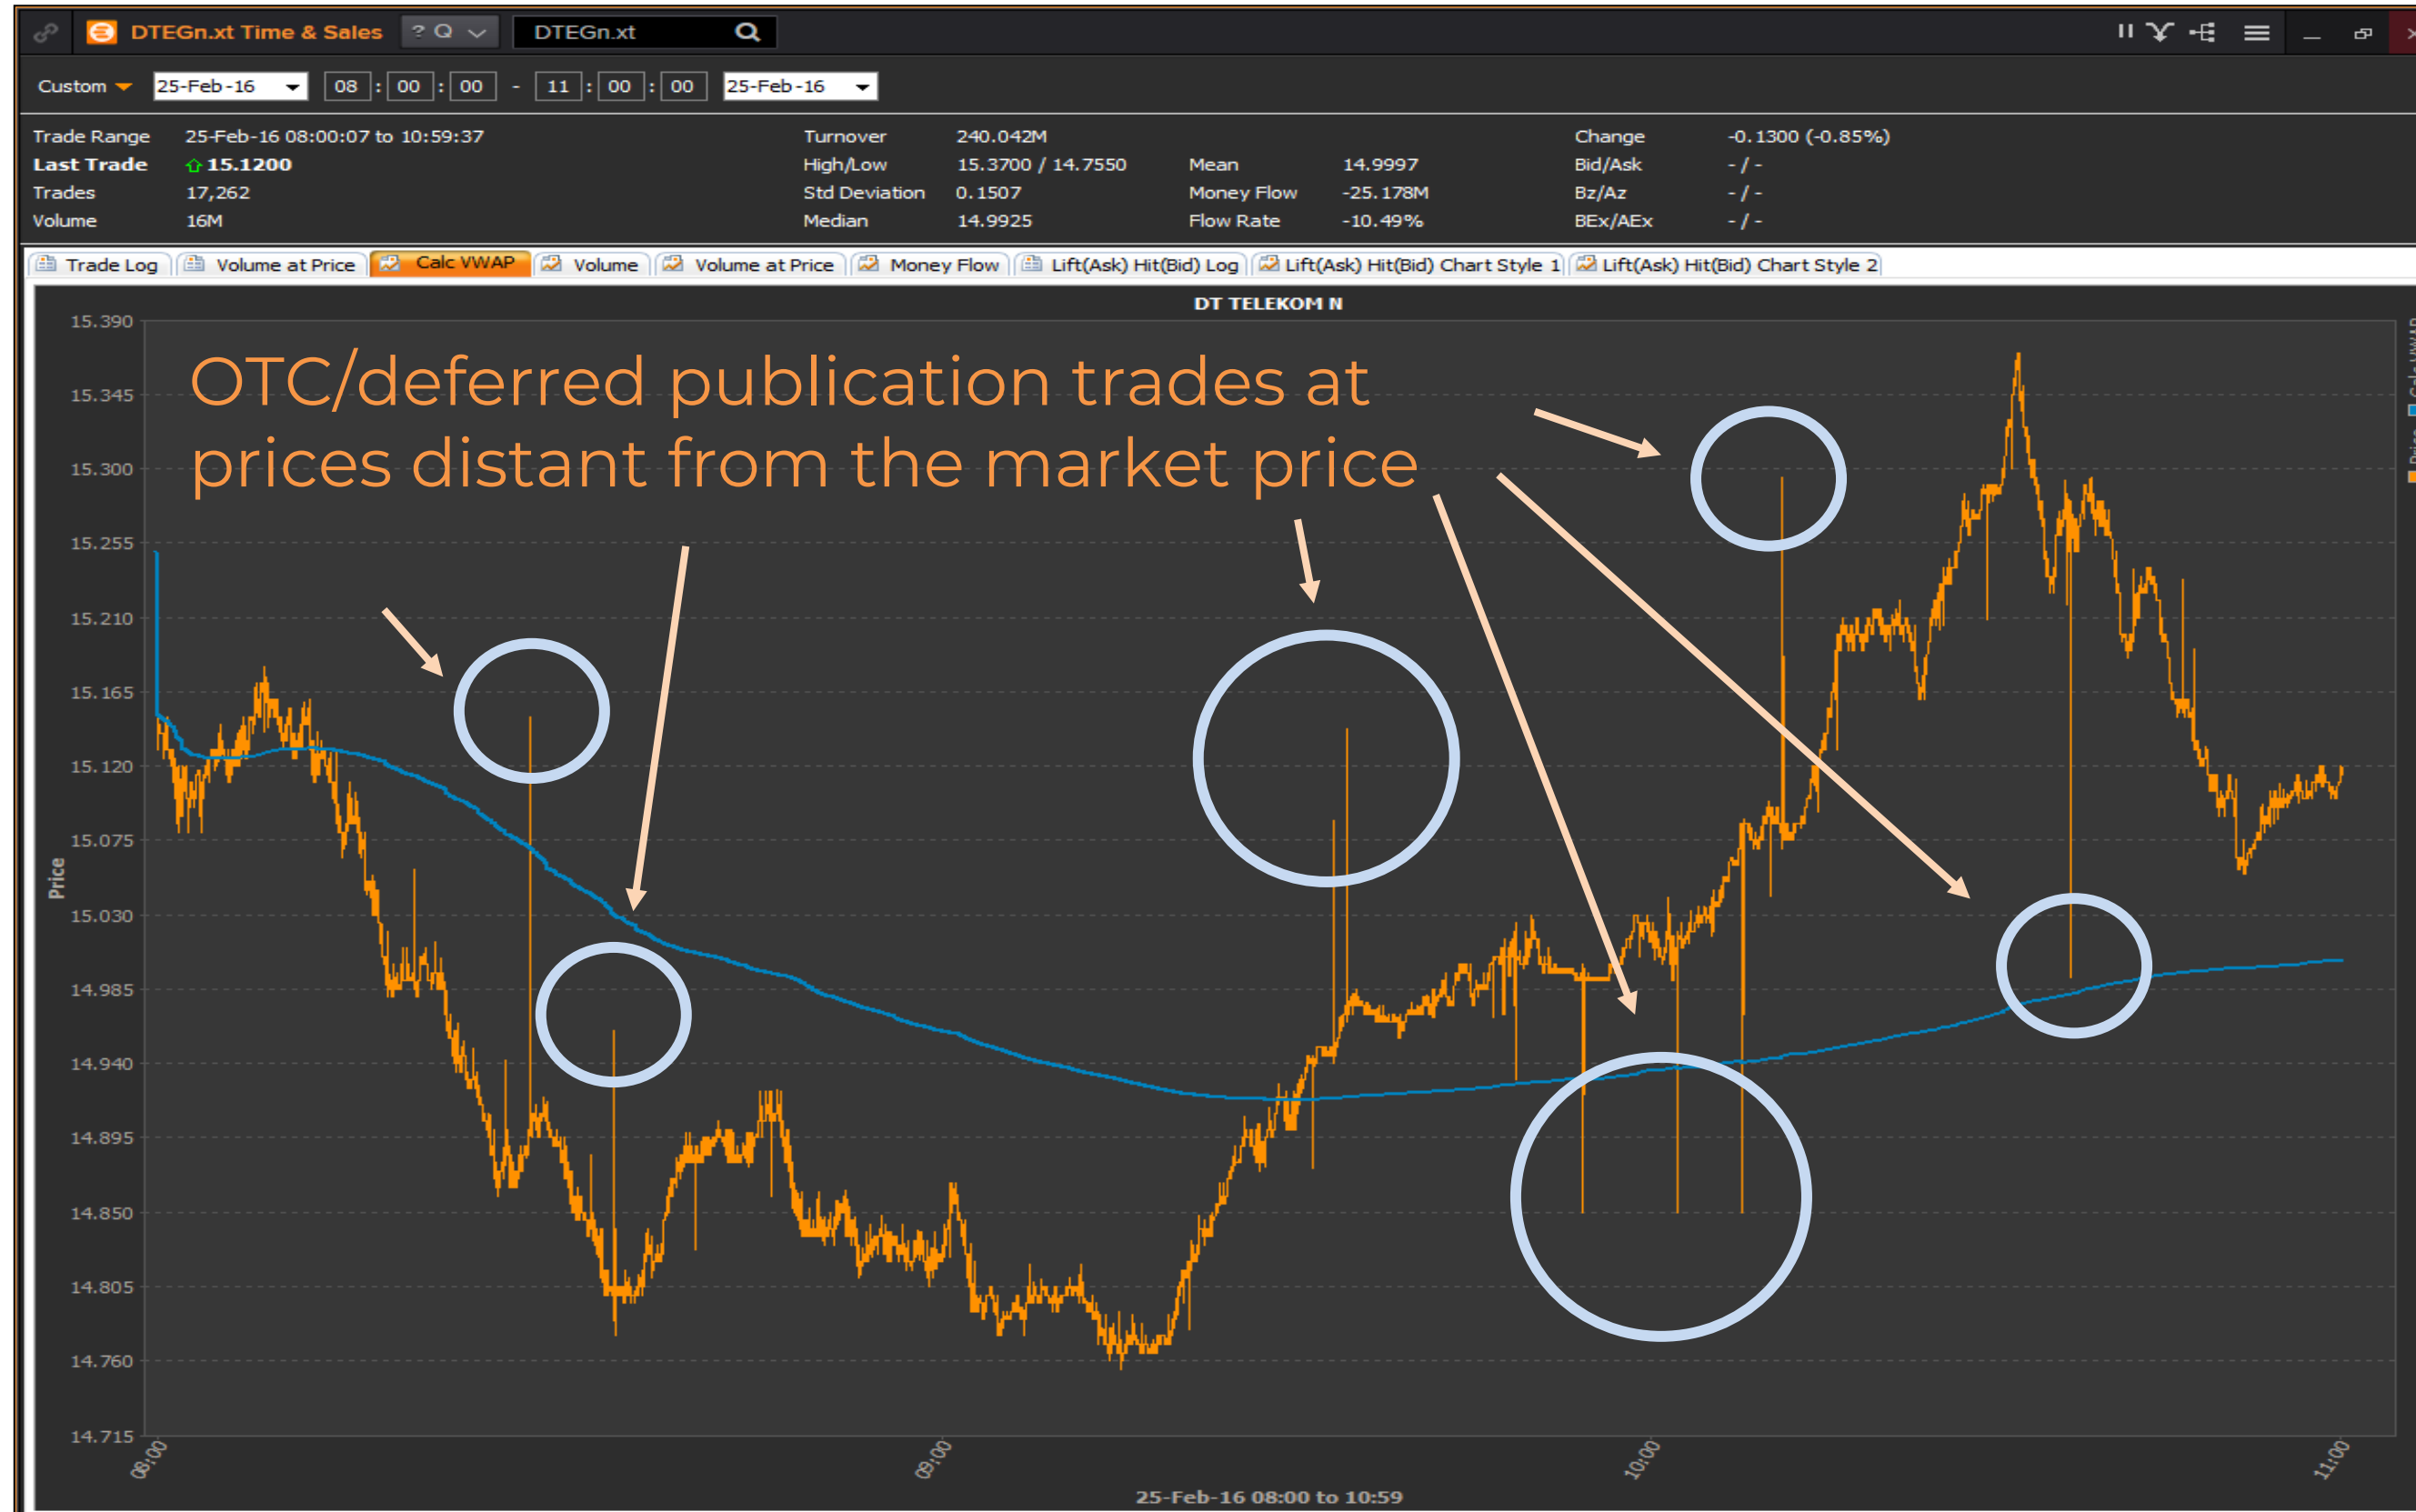 DTEGn.xt Time & Sales ? Q DTEGn.xt
Custom 25-Feb-16 08 : 00 : 00 - 11 : 00 : 00 25-Feb-16
Trade Range 25-Feb-16 08:00:07 to 10:59:37 Turnover 240.042M Change -0.1300 (-0.85%)
Last Trade 15.1200 High/Low 15.3700 / 14.7550 Mean 14.9997 Bid/Ask - / -
Trades 17,262 Std Deviation 0.1507 Money Flow -25.178M Bz/Az - / -
Volume 16M Median 14.9925 Flow Rate -10.49% BEx/AEx - / -
Trade Log Volume at Price Calc VWAP Volume Volume at Price Money Flow Lift(Ask) Hit(Bid) Log Lift(Ask) Hit(Bid) Chart Style 1 Lift(Ask) Hit(Bid) Chart Style 2
DT TELEKOM N
OTC/deferred publication trades at
prices distant from the market price
15.390
15.345
15.300
15.255
15.210
15.165
15.120
15.075
15.030
14.985
14.940
14.895
14.850
14.805
14.760
14.715
Price
08:00
09:00
10:00
11:00
25-Feb-16 08:00 to 10:59
Price
Calc VWAP